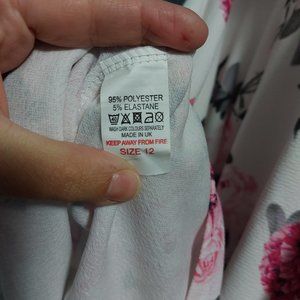 95% POLYESTER
5% ELASTANE
WASH DARK COLOURS SEPARATELY
MADE IN UK
KEEP AWAY FROM FIRE
SIZE 12